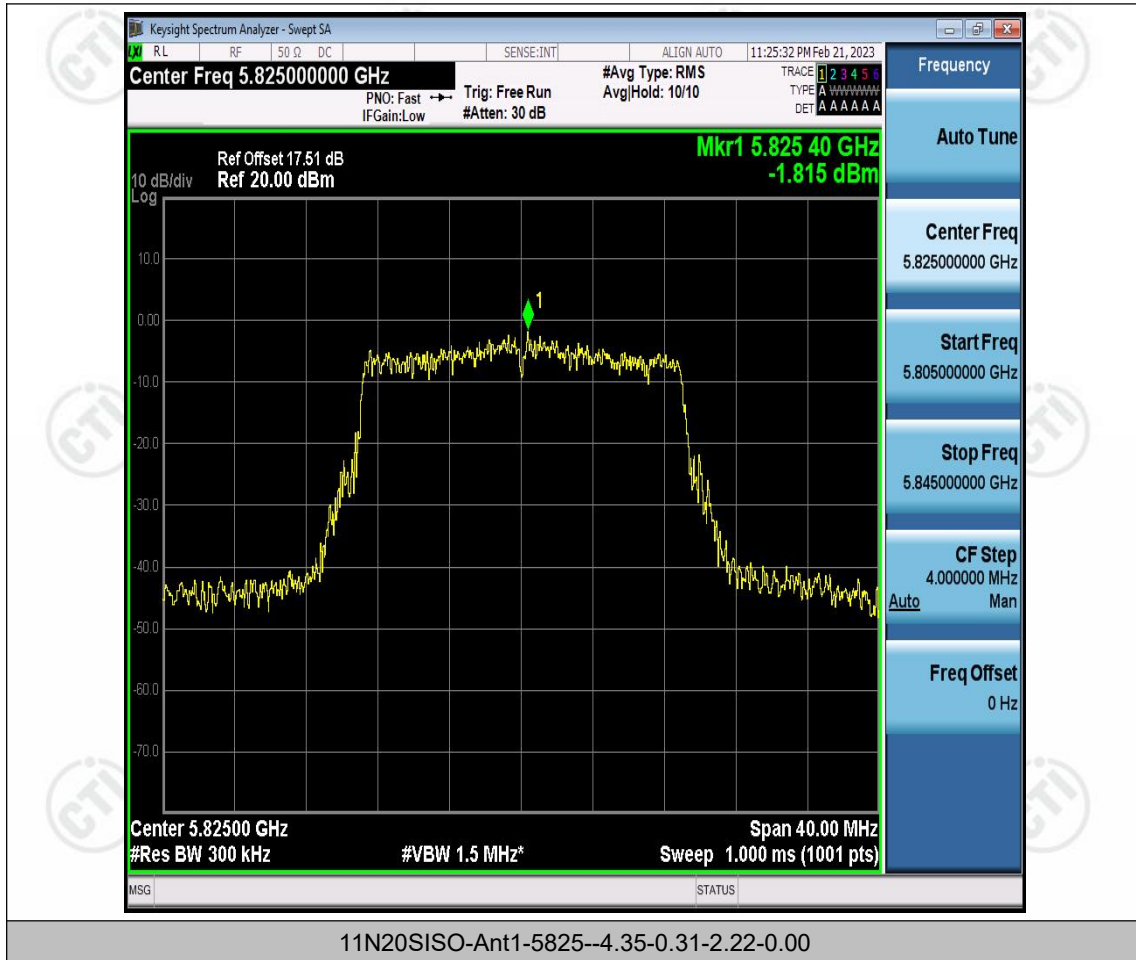 Keysight Spectrum Analyzer - Swept SA
LXI RL RF 50 Ω DC SENSE:INT ALIGN AUTO 11:25:32 PM Feb 21, 2023
Center Freq 5.825000000 GHz
PNO: Fast
IFGain:Low
Trig: Free Run
#Atten: 30 dB
#Avg Type: RMS
Avg|Hold: 10/10
TRACE 1 2 3 4 5 6
TYPE A WWWWW
DET A A A A A A
Mkr1 5.825 40 GHz
-1.815 dBm
Ref Offset 17.51 dB
10 dB/div Ref 20.00 dBm
Log
10.0
0.00
-10.0
-20.0
-30.0
-40.0
-50.0
-60.0
-70.0
1
Center 5.82500 GHz Span 40.00 MHz
#Res BW 300 kHz #VBW 1.5 MHz* Sweep 1.000 ms (1001 pts)
MSG STATUS
Frequency
Auto Tune
Center Freq
5.825000000 GHz
Start Freq
5.805000000 GHz
Stop Freq
5.845000000 GHz
CF Step
4.000000 MHz
Auto Man
Freq Offset
0 Hz
CTI
CTI
CTI
CTI
CTI
CTI
11N20SISO-Ant1-5825--4.35-0.31-2.22-0.00